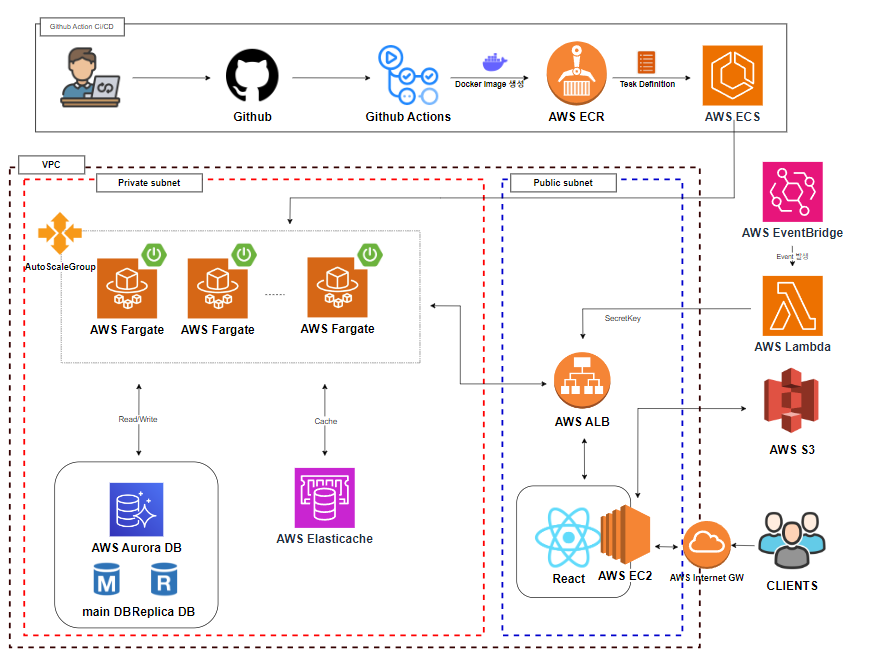 Github Action Ci/CD
Github
Github Actions
Docker Image 생성
AWS ECR
Tesk Definition
AWS ECS
VPC
Private subnet
Public subnet
AWS EventBridge
Event 발생
AutoScaleGroup
AWS Fargate
AWS Fargate
AWS Fargate
SecretKey
AWS Lambda
AWS ALB
Read/Write
Cache
AWS S3
AWS Aurora DB
AWS Elasticache
M
R
main DB
Replica DB
React
AWS EC2
AWS Internet GW
CLIENTS